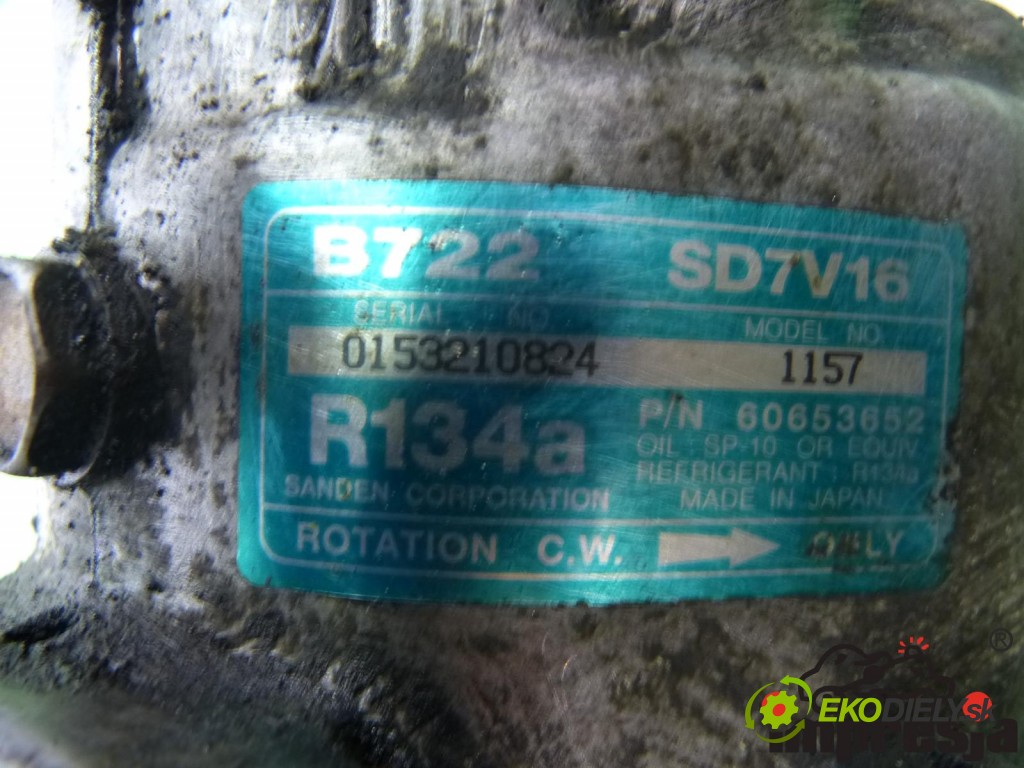 B722 SD7V16
SERIAL NO. MODEL NO.
0153210824 1157
R134a P/N 60653652
OIL : SP-10 OR EQUIV
REFRIGERANT : R134a
SANDEN CORPORATION MADE IN JAPAN
ROTATION C.W. ONLY
®
EKODIELY.sk
impresja